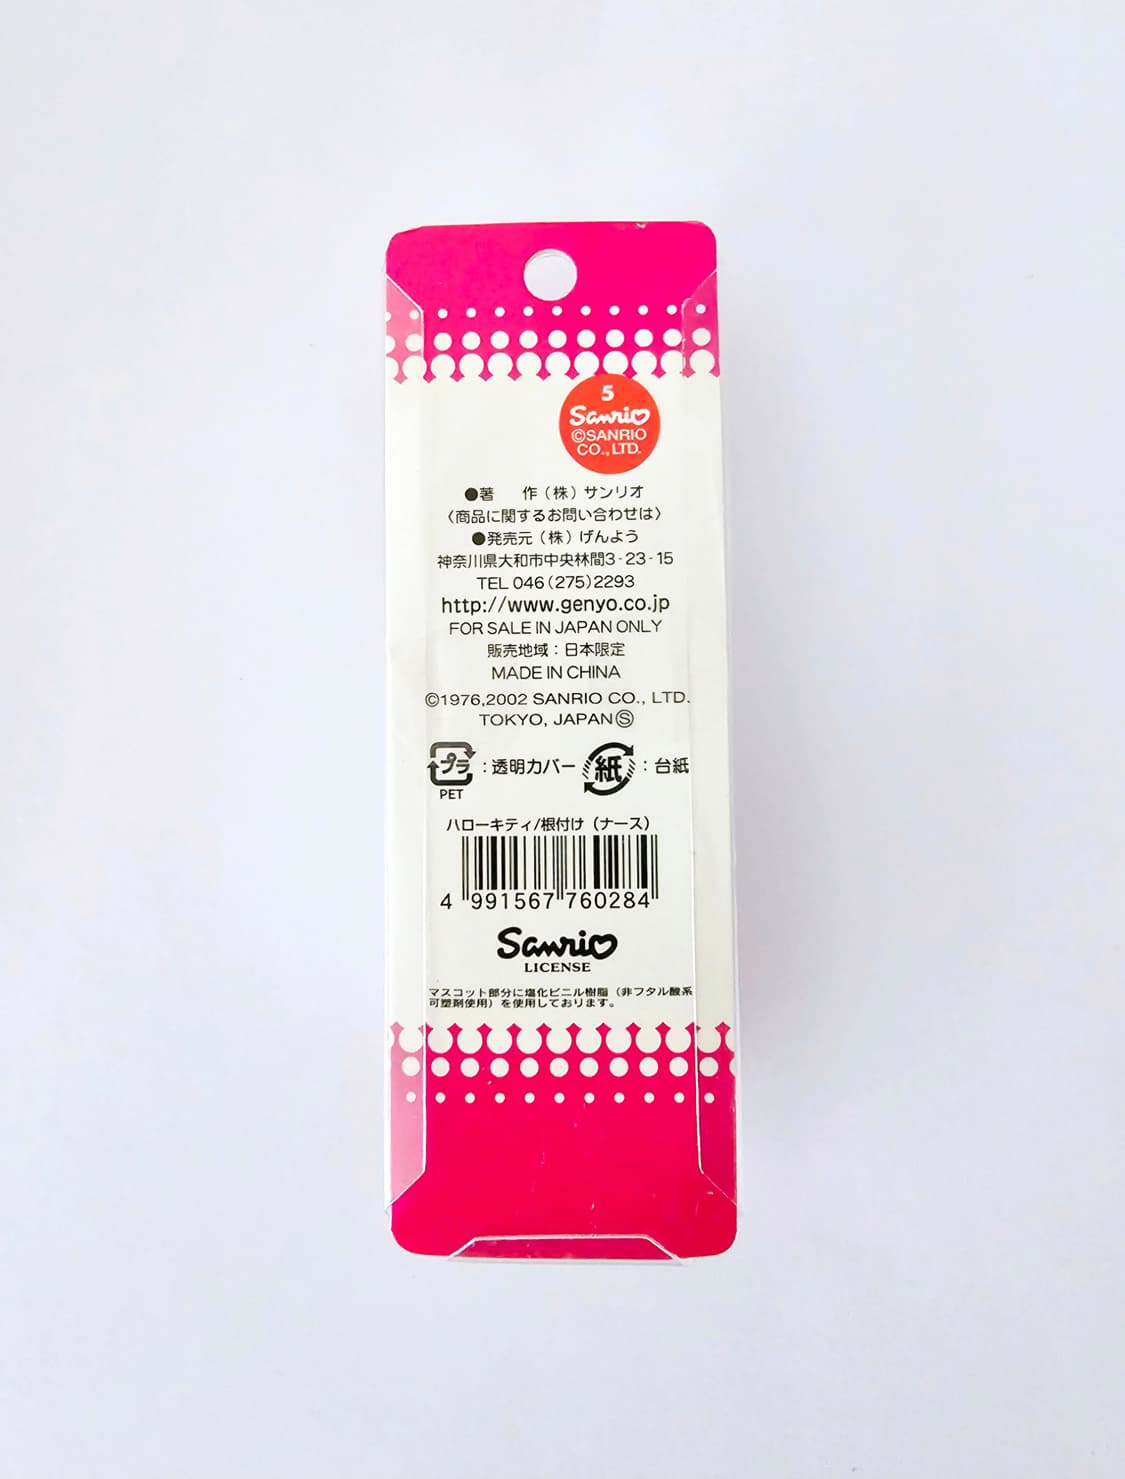 5
Sanrio
©SANRIO
CO., LTD.
●著 作（株）サンリオ
〈商品に関するお問い合わせは〉
●発売元（株）げんよう
神奈川県大和市中央林間3-23-15
TEL 046(275)2293
http://www.genyo.co.jp
FOR SALE IN JAPAN ONLY
販売地域：日本限定
MADE IN CHINA
©1976,2002 SANRIO CO., LTD.
TOKYO, JAPAN Ⓢ
プラ：透明カバー 紙：台紙
PET
ハローキティ/根付け（ナース）
4 991567 760284
Sanrio
LICENSE
マスコット部分に塩化ビニル樹脂（非フタル酸系
可塑剤使用）を使用しております。